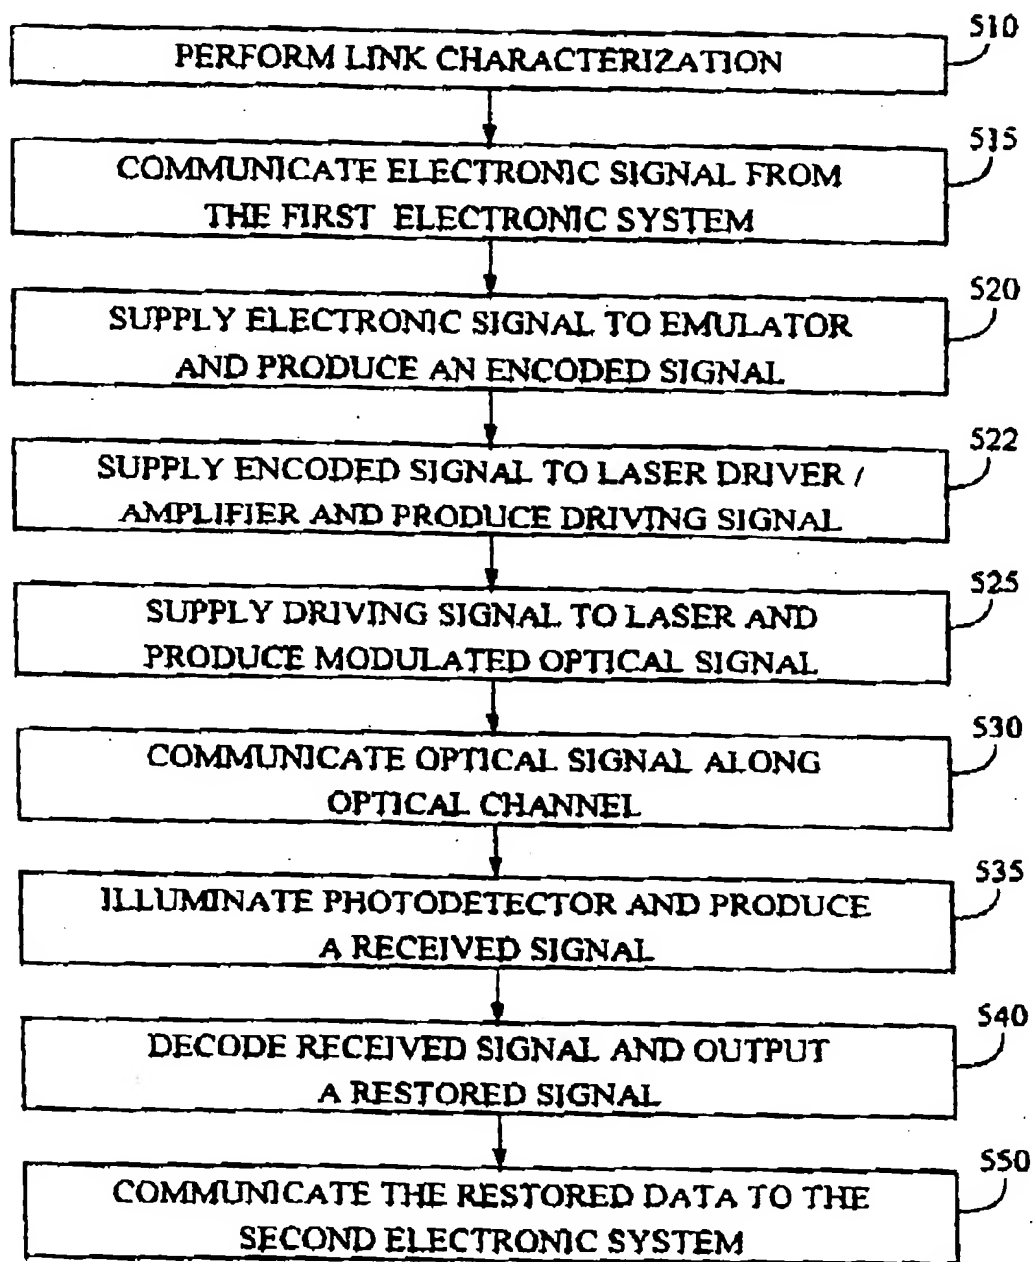 510
PERFORM LINK CHARACTERIZATION
515
COMMUNICATE ELECTRONIC SIGNAL FROM
THE FIRST ELECTRONIC SYSTEM
520
SUPPLY ELECTRONIC SIGNAL TO EMULATOR
AND PRODUCE AN ENCODED SIGNAL
522
SUPPLY ENCODED SIGNAL TO LASER DRIVER /
AMPLIFIER AND PRODUCE DRIVING SIGNAL
525
SUPPLY DRIVING SIGNAL TO LASER AND
PRODUCE MODULATED OPTICAL SIGNAL
530
COMMUNICATE OPTICAL SIGNAL ALONG
OPTICAL CHANNEL
535
ILLUMINATE PHOTODETECTOR AND PRODUCE
A RECEIVED SIGNAL
540
DECODE RECEIVED SIGNAL AND OUTPUT
A RESTORED SIGNAL
550
COMMUNICATE THE RESTORED DATA TO THE
SECOND ELECTRONIC SYSTEM